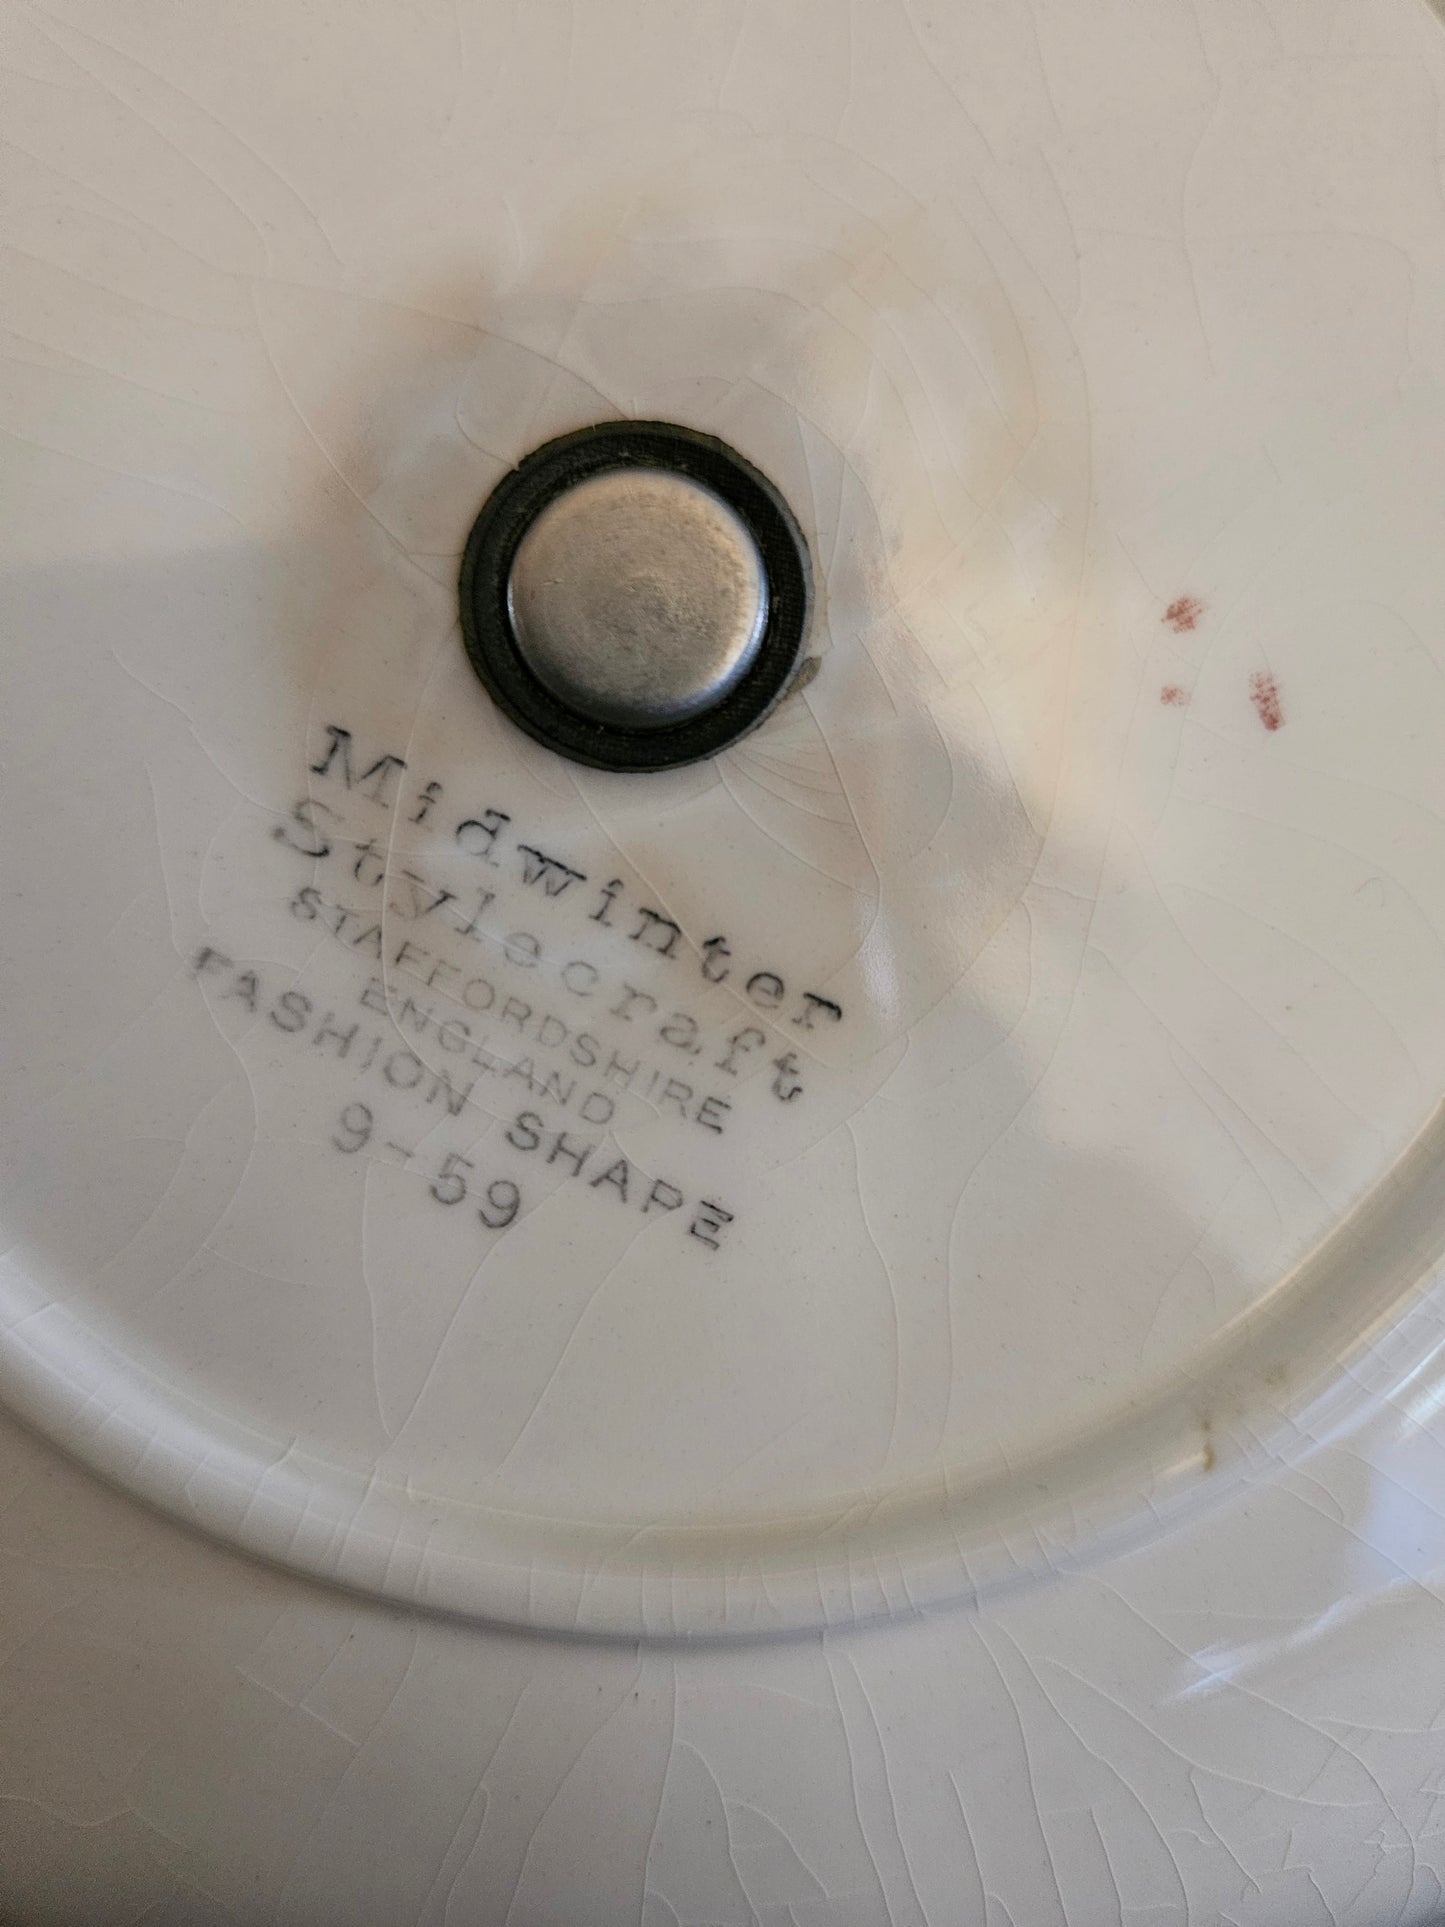 Midwinter
Stylecraft
STAFFORDSHIRE
ENGLAND
FASHION SHAPE
9-59